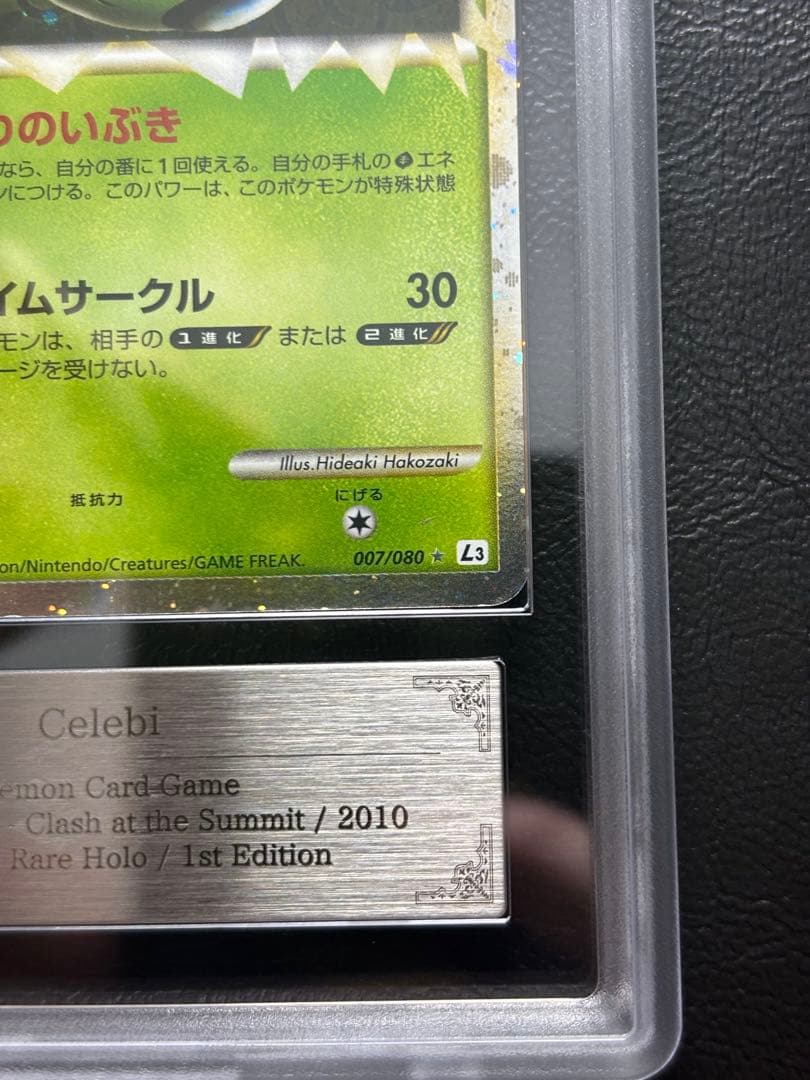 のいぶき
なら、自分の番に1回使える。自分の手札の エネ
につける。このパワーは、このポケモンが特殊状態
イムサークル 30
モンは、相手の 1進化 または 2進化
ージを受けない。
Illus.Hideaki Hakozaki
抵抗力 にげる
on/Nintendo/Creatures/GAME FREAK. 007/080 ★ L3
Celebi
emon Card Game
Clash at the Summit / 2010
Rare Holo / 1st Edition